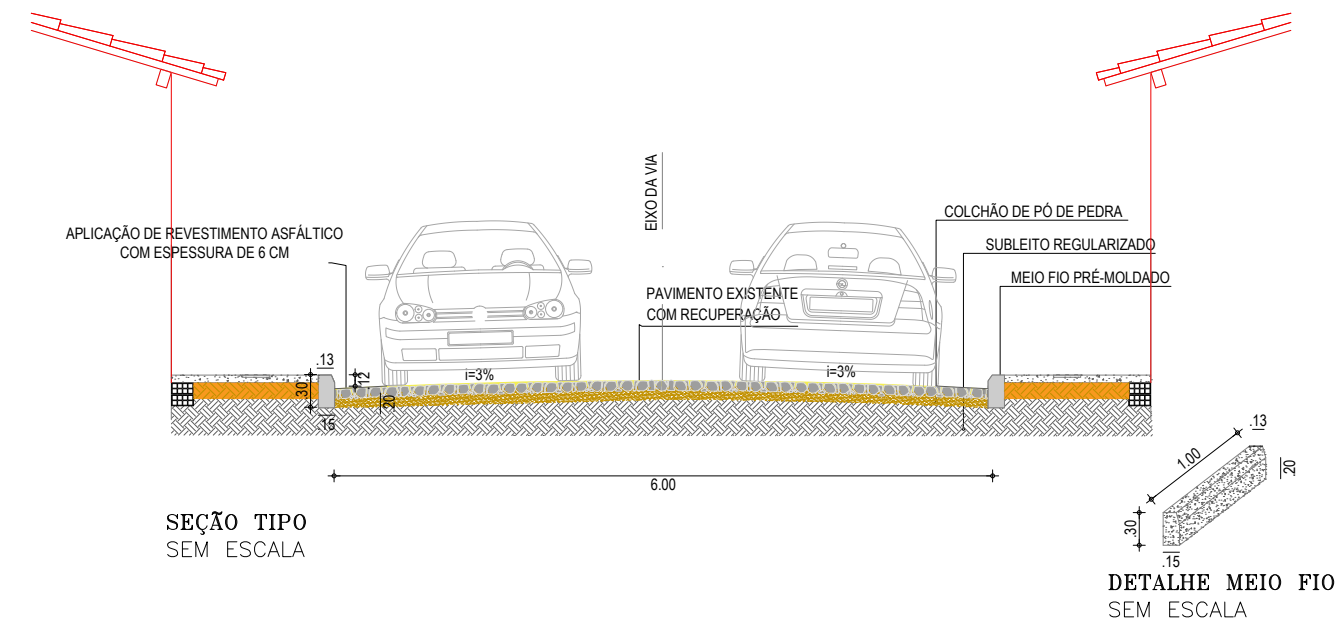 EIXO DA VIA
APLICAÇÃO DE REVESTIMENTO ASFÁLTICO
COM ESPESSURA DE 6 CM
COLCHÃO DE PÓ DE PEDRA
SUBLEITO REGULARIZADO
MEIO FIO PRÉ-MOLDADO
PAVIMENTO EXISTENTE
COM RECUPERAÇÃO
.13
.30
.12
i=3%
i=3%
.20
.15
6.00
SEÇÃO TIPO
SEM ESCALA
.13
1.00
.20
.30
.15
DETALHE MEIO FIO
SEM ESCALA